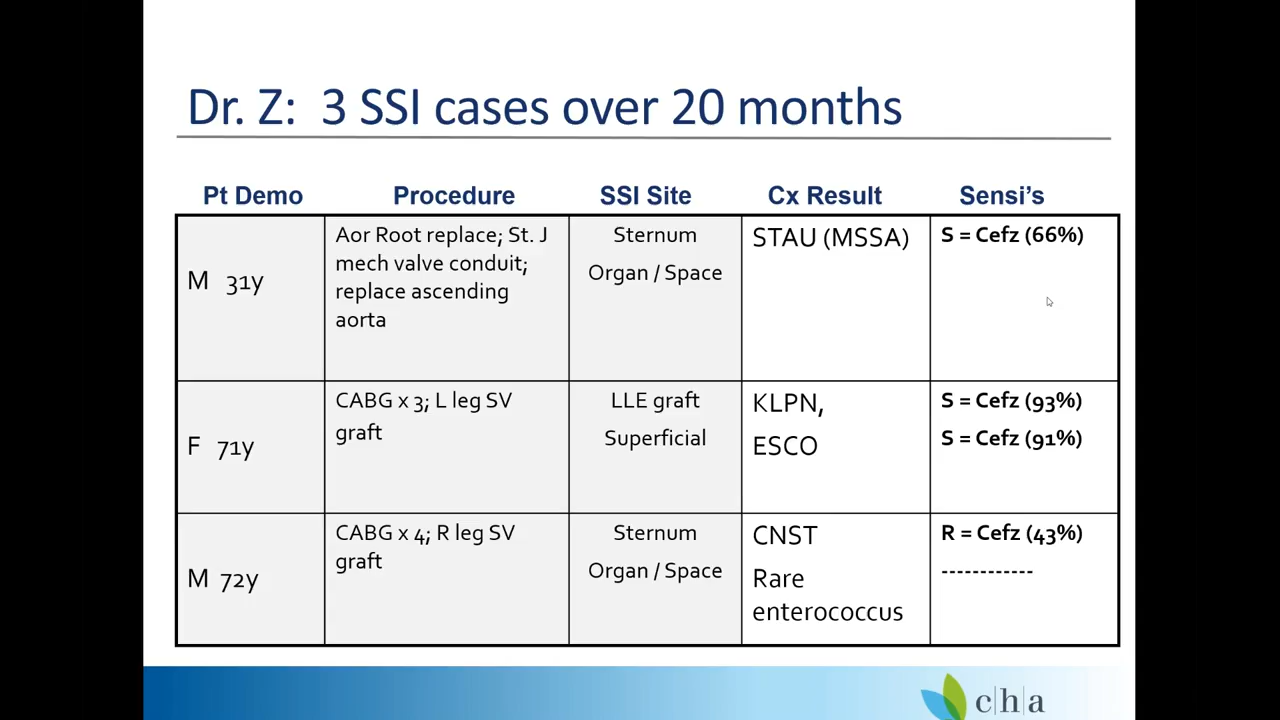 Dr. Z: 3 SSI cases over 20 months
Pt Demo Procedure SSI Site Cx Result Sensi's
M 31y
Aor Root replace; St. J
mech valve conduit;
replace ascending
aorta
Sternum
Organ / Space
STAU (MSSA)
S = Cefz (66%)
F 71y
CABG x 3; L leg SV
graft
LLE graft
Superficial
KLPN,
ESCO
S = Cefz (93%)
S = Cefz (91%)
M 72y
CABG x 4; R leg SV
graft
Sternum
Organ / Space
CNST
Rare
enterococcus
R = Cefz (43%)
------------
c|h|a